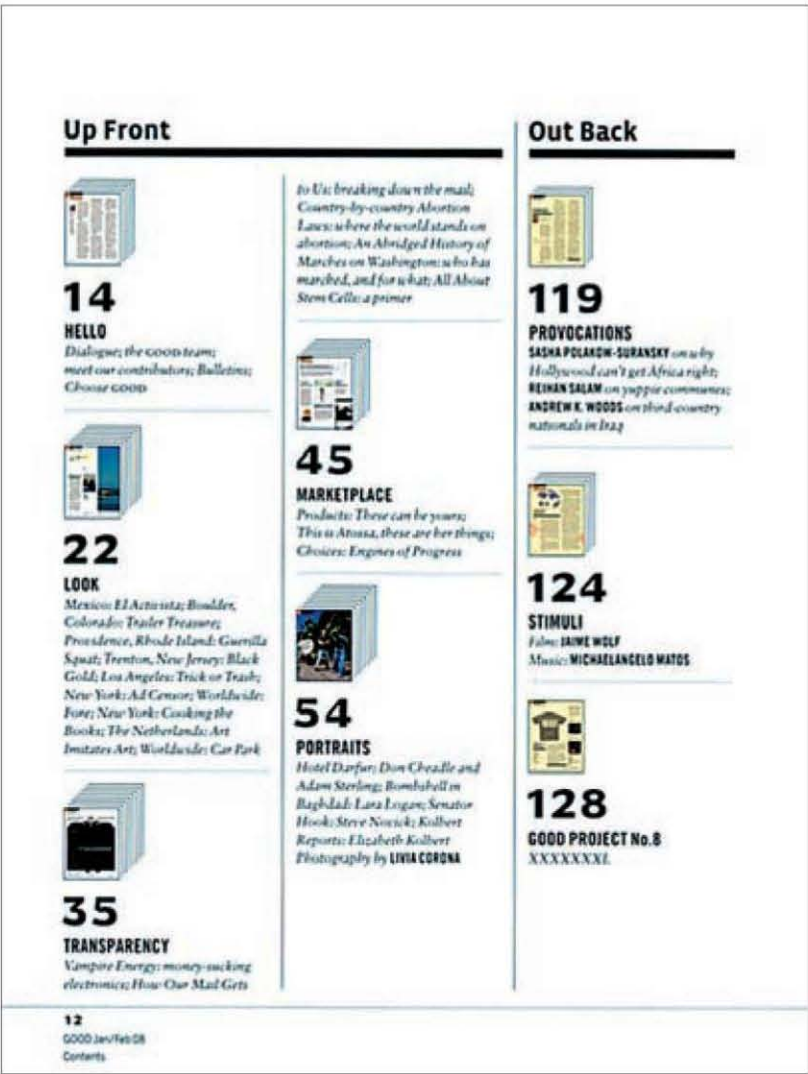 Up Front
14
HELLO
Dialogue; the GOOD team;
meet our contributors; Bulletins;
Choose GOOD
22
LOOK
Mexico: El Activista; Boulder,
Colorado: Trailer Treasure;
Providence, Rhode Island: Guerilla
Squat; Trenton, New Jersey: Black
Gold; Los Angeles: Trick or Trash;
New York: Ad Censor; Worldwide:
Fore; New York: Cooking the
Books; The Netherlands: Art
Imitates Art; Worldwide: Car Park
35
TRANSPARENCY
Vampire Energy: money-sucking
electronics; How Our Mail Gets
to Us: breaking down the mail;
Country-by-country Abortion
Laws: where the world stands on
abortion; An Abridged History of
Marches on Washington: who has
marched, and for what; All About
Stem Cells: a primer
45
MARKETPLACE
Products: These can be yours;
This is Atossa, these are her things;
Choices: Engines of Progress
54
PORTRAITS
Hotel Darfur: Don Cheadle and
Adam Sterling; Bombshell in
Baghdad: Lara Logan; Senator
Hook: Steve Novick; Kolbert
Reports: Elizabeth Kolbert
Photography by LIVIA CORONA
Out Back
119
PROVOCATIONS
SASHA POLAKOW-SURANSKY on why
Hollywood can't get Africa right;
REIHAN SALAM on yuppie communes;
ANDREW K. WOODS on third-country
nationals in Iraq
124
STIMULI
Film: JAIME WOLF
Music: MICHAELANGELO MATOS
128
GOOD PROJECT No.8
XXXXXXXL
12
GOOD Jan/Feb 08
Contents